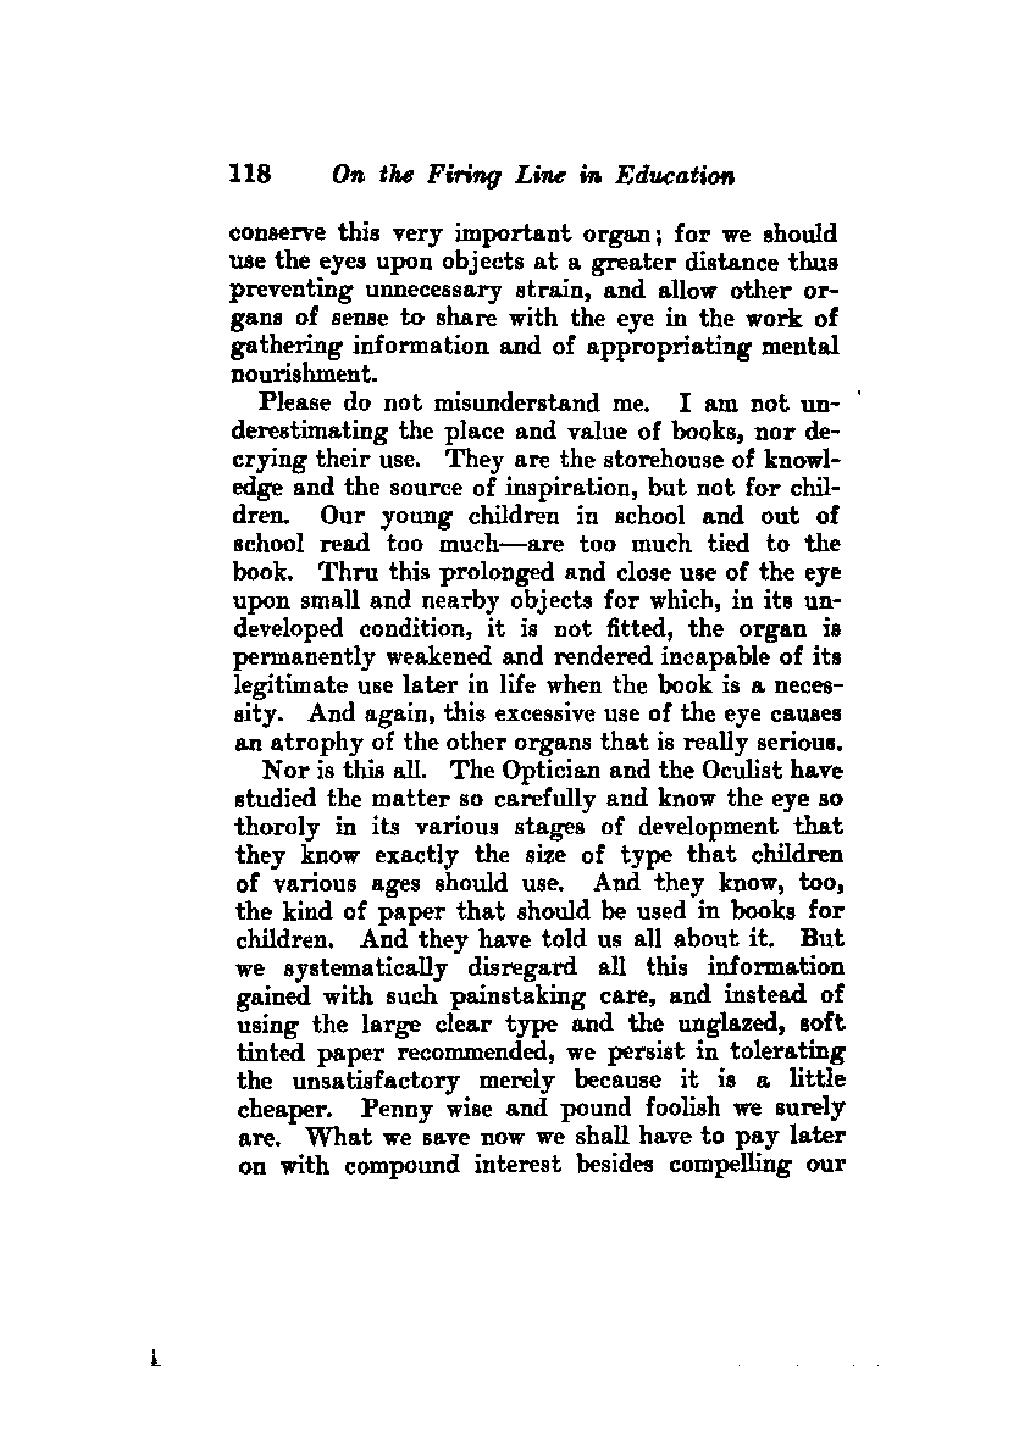 118 On the Firing Line in Education
conserve this very important organ; for we should
use the eyes upon objects at a greater distance thus
preventing unnecessary strain, and allow other or-
gans of sense to share with the eye in the work of
gathering information and of appropriating mental
nourishment.
Please do not misunderstand me. I am not un-
derestimating the place and value of books, nor de-
crying their use. They are the storehouse of knowl-
edge and the source of inspiration, but not for chil-
dren. Our young children in school and out of
school read too much—are too much tied to the
book. Thru this prolonged and close use of the eye
upon small and nearby objects for which, in its un-
developed condition, it is not fitted, the organ is
permanently weakened and rendered incapable of its
legitimate use later in life when the book is a neces-
sity. And again, this excessive use of the eye causes
an atrophy of the other organs that is really serious.
Nor is this all. The Optician and the Oculist have
studied the matter so carefully and know the eye so
thoroly in its various stages of development that
they know exactly the size of type that children
of various ages should use. And they know, too,
the kind of paper that should be used in books for
children. And they have told us all about it. But
we systematically disregard all this information
gained with such painstaking care, and instead of
using the large clear type and the unglazed, soft
tinted paper recommended, we persist in tolerating
the unsatisfactory merely because it is a little
cheaper. Penny wise and pound foolish we surely
are. What we save now we shall have to pay later
on with compound interest besides compelling our